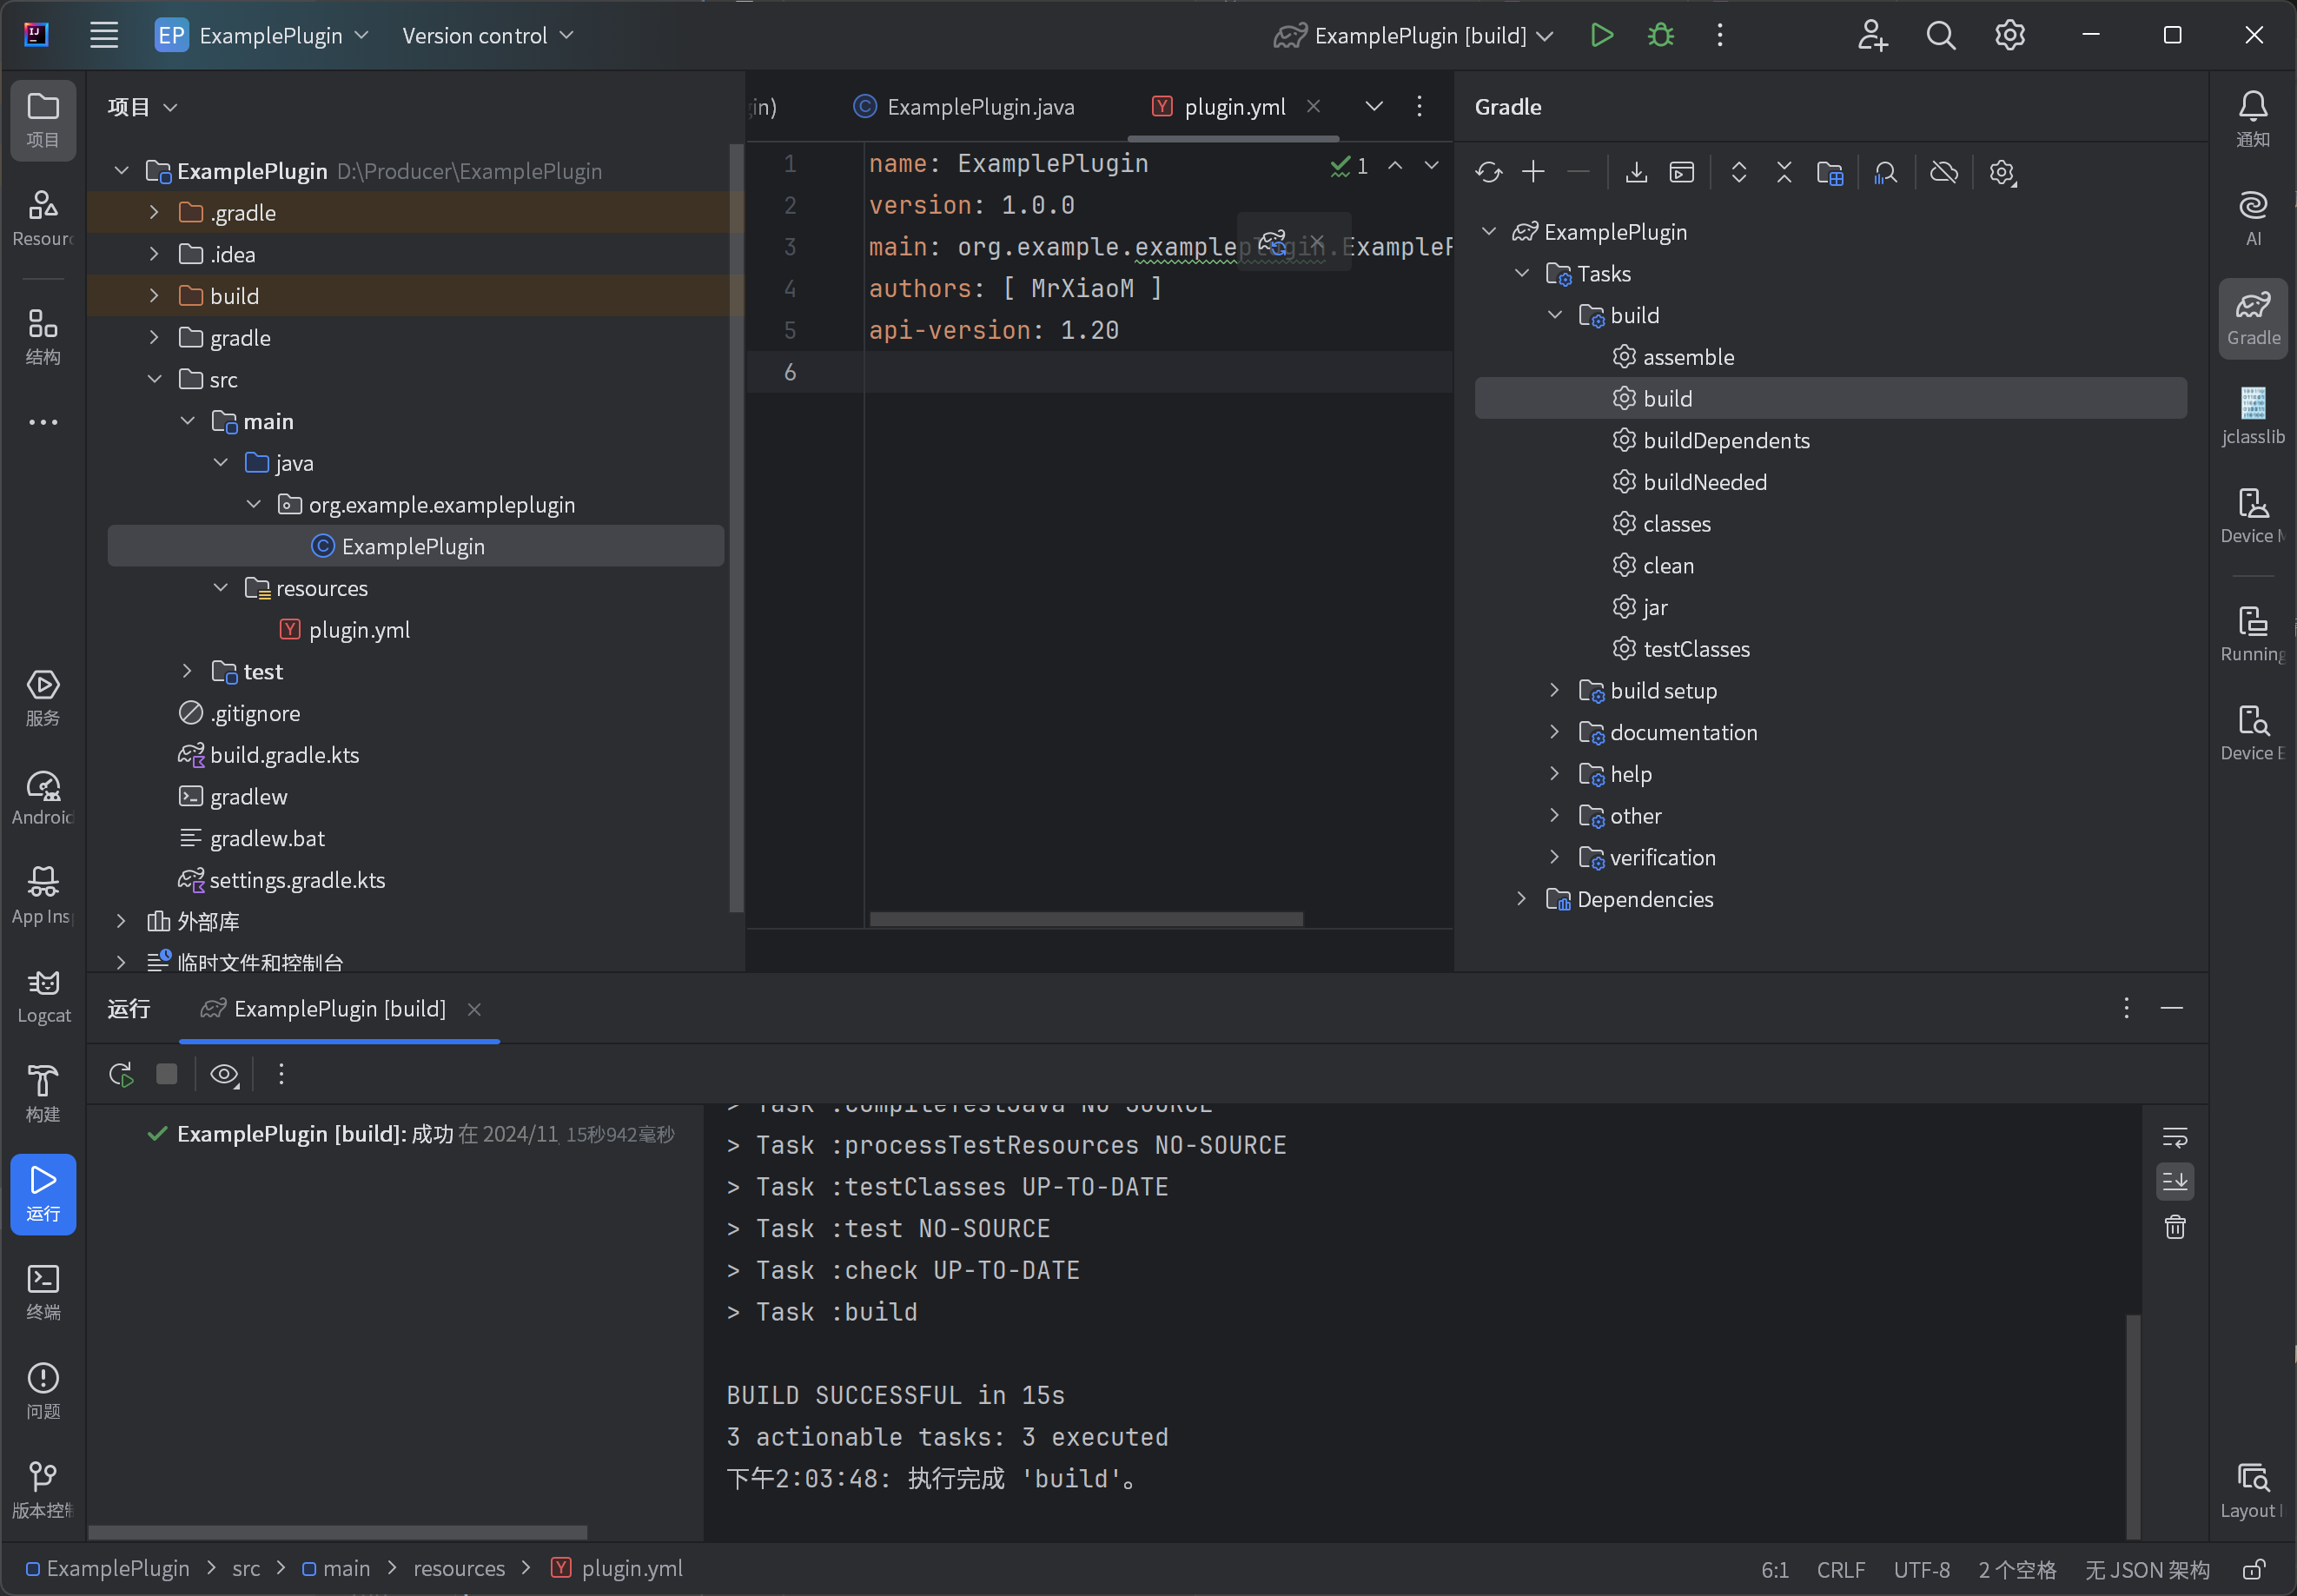 EP ExamplePlugin Version control ExamplePlugin [build]
项目
Resour
结构
服务
Android
App Ins
Logcat
构建
运行
终端
问题
版本控制
项目
ExamplePlugin D:\Producer\ExamplePlugin
.gradle
.idea
build
gradle
src
main
java
org.example.exampleplugin
ExamplePlugin
resources
plugin.yml
test
.gitignore
build.gradle.kts
gradlew
gradlew.bat
settings.gradle.kts
外部库
临时文件和控制台
gin) ExamplePlugin.java plugin.yml
1 name: ExamplePlugin
2 version: 1.0.0
3 main: org.example.exampleplugin.ExampleP
4 authors: [ MrXiaoM ]
5 api-version: 1.20
6
1
Gradle
ExamplePlugin
Tasks
build
assemble
build
buildDependents
buildNeeded
classes
clean
jar
testClasses
build setup
documentation
help
other
verification
Dependencies
通知
AI
Gradle
jclasslib
Device M
Running
Device E
Layout I
运行 ExamplePlugin [build]
ExamplePlugin [build]: 成功 在 2024/11 15秒942毫秒
> Task :compileTestJava NO-SOURCE
> Task :processTestResources NO-SOURCE
> Task :testClasses UP-TO-DATE
> Task :test NO-SOURCE
> Task :check UP-TO-DATE
> Task :build
BUILD SUCCESSFUL in 15s
3 actionable tasks: 3 executed
下午2:03:48: 执行完成 'build'。
ExamplePlugin > src > main > resources > plugin.yml
6:1 CRLF UTF-8 2 个空格 无 JSON 架构